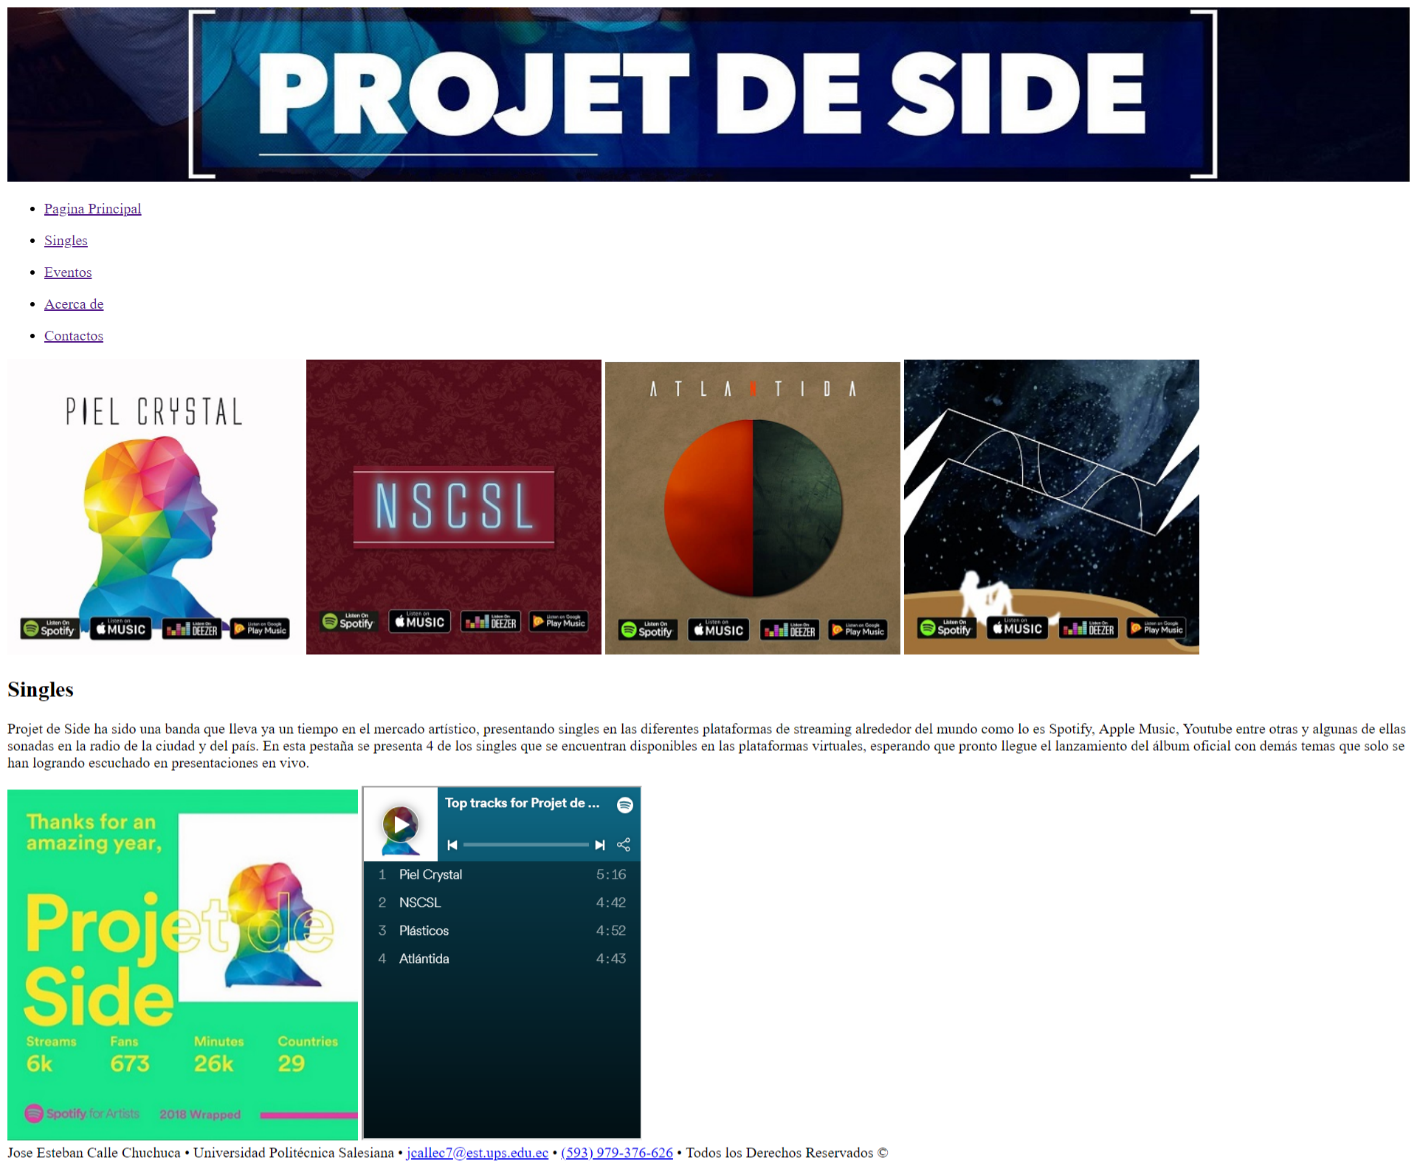 PROJET DE SIDE
Pagina Principal
Singles
Eventos
Acerca de
Contactos
PIEL CRYSTAL
Listen On Spotify
Listen on MUSIC
Listen On DEEZER
Listen on Google Play Music
NSCSL
Listen On Spotify
Listen on MUSIC
Listen On DEEZER
Listen on Google Play Music
ATLANTIDA
Listen On Spotify
Listen on MUSIC
Listen On DEEZER
Listen on Google Play Music
Listen On Spotify
Listen on MUSIC
Listen On DEEZER
Listen on Google Play Music
Singles
Projet de Side ha sido una banda que lleva ya un tiempo en el mercado artístico, presentando singles en las diferentes plataformas de streaming alrededor del mundo como lo es Spotify, Apple Music, Youtube entre otras y algunas de ellas
sonadas en la radio de la ciudad y del país. En esta pestaña se presenta 4 de los singles que se encuentran disponibles en las plataformas virtuales, esperando que pronto llegue el lanzamiento del álbum oficial con demás temas que solo se
han logrando escuchado en presentaciones en vivo.
Thanks for an
amazing year,
Projet de
Side
Streams Fans Minutes Countries
6k 673 26k 29
Spotify for Artists 2018 Wrapped
Top tracks for Projet de ...
1 Piel Crystal 5:16
2 NSCSL 4:42
3 Plásticos 4:52
4 Atlántida 4:43
Jose Esteban Calle Chuchuca • Universidad Politécnica Salesiana • jcallec7@est.ups.edu.ec • (593) 979-376-626 • Todos los Derechos Reservados ©